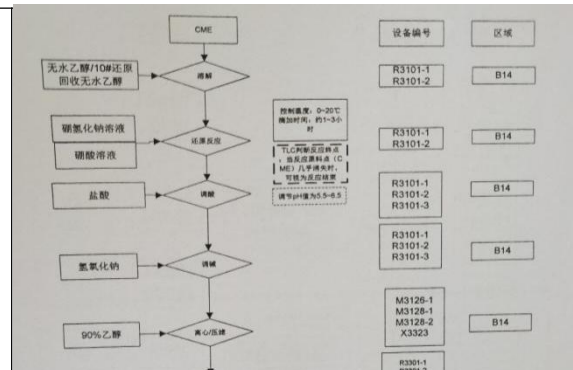 CME
设备编号
区域
无水乙醇/10#还原
回收无水乙醇
溶解
R3101-1
R3101-2
B14
控制温度：0~20℃
滴加时间：约1~3小
时
硼氢化钠溶液
硼酸溶液
还原反应
R3101-1
R3101-2
B14
TLC判断反应终点
，当反应原料点（C
ME）几乎消失时，
可视为反应结束
盐酸
调酸
调节pH值为5.5~6.5
R3101-1
R3101-2
R3101-3
B14
氢氧化钠
调碱
R3101-1
R3101-2
R3101-3
B14
90%乙醇
离心/压滤
M3126-1
M3128-1
M3128-2
X3323
B14
R3301-1